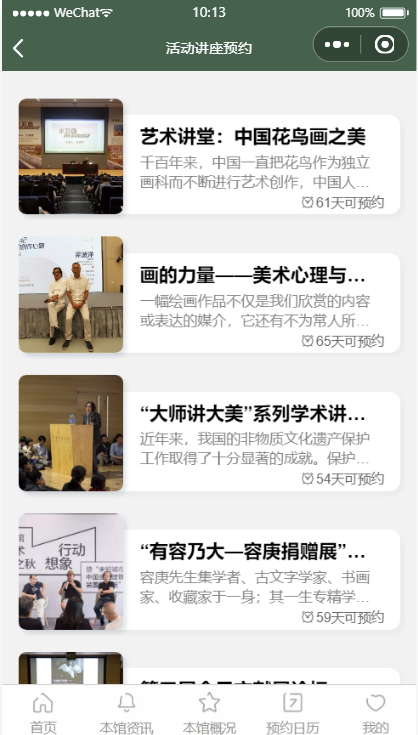 WeChat
10:13
100%
活动讲座预约
艺术讲堂：中国花鸟画之美
千百年来，中国一直把花鸟作为独立
画科而不断进行艺术创作，中国人...
61天可预约
画的力量——美术心理与...
一幅绘画作品不仅是我们欣赏的内容
或表达的媒介，它还有不为常人所...
65天可预约
“大师讲大美”系列学术讲...
近年来，我国的非物质文化遗产保护
工作取得了十分显著的成就。保护...
54天可预约
行动
之秋
想象
“有容乃大—容庚捐赠展”...
容庚先生集学者、古文字学家、书画
家、收藏家于一身；其一生专精学...
59天可预约
首页
本馆资讯
本馆概况
7
预约日历
我的